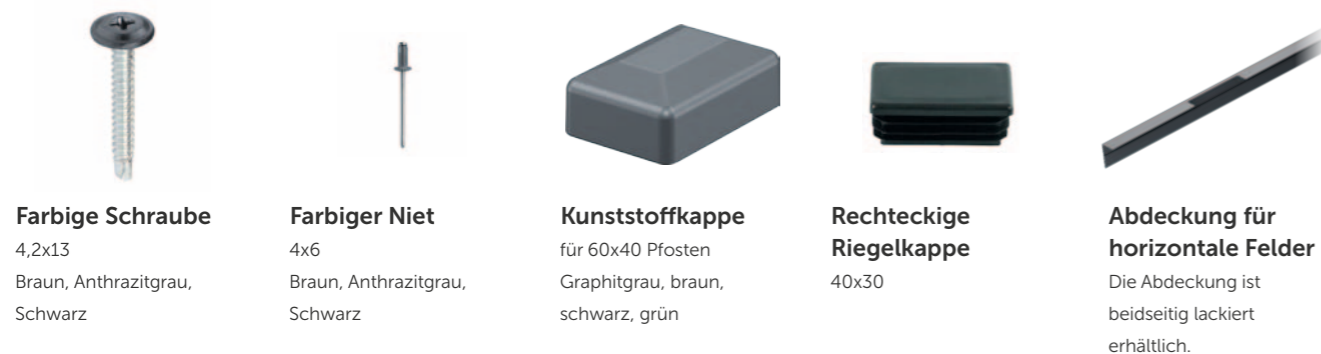 Farbige Schraube
4,2x13
Braun, Anthrazitgrau,
Schwarz
Farbiger Niet
4x6
Braun, Anthrazitgrau,
Schwarz
Kunststoffkappe
für 60x40 Pfosten
Graphitgrau, braun,
schwarz, grün
Rechteckige
Riegelkappe
40x30
Abdeckung für
horizontale Felder
Die Abdeckung ist
beidseitig lackiert
erhältlich.